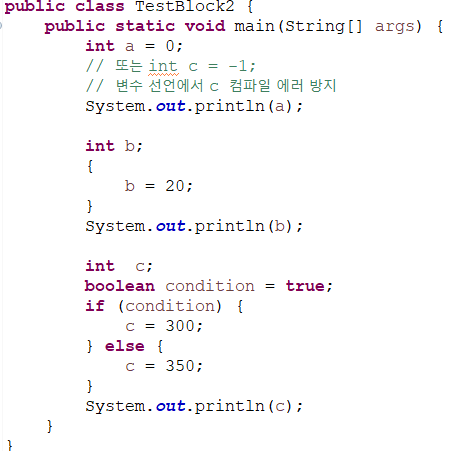 public class TestBlock2 {
    public static void main(String[] args) {
        int a = 0;
        // 또는 int c = -1;
        // 변수 선언에서 c 컴파일 에러 방지
        System.out.println(a);

        int b;
        {
            b = 20;
        }
        System.out.println(b);

        int  c;
        boolean condition = true;
        if (condition) {
            c = 300;
        } else {
            c = 350;
        }
        System.out.println(c);
    }
}